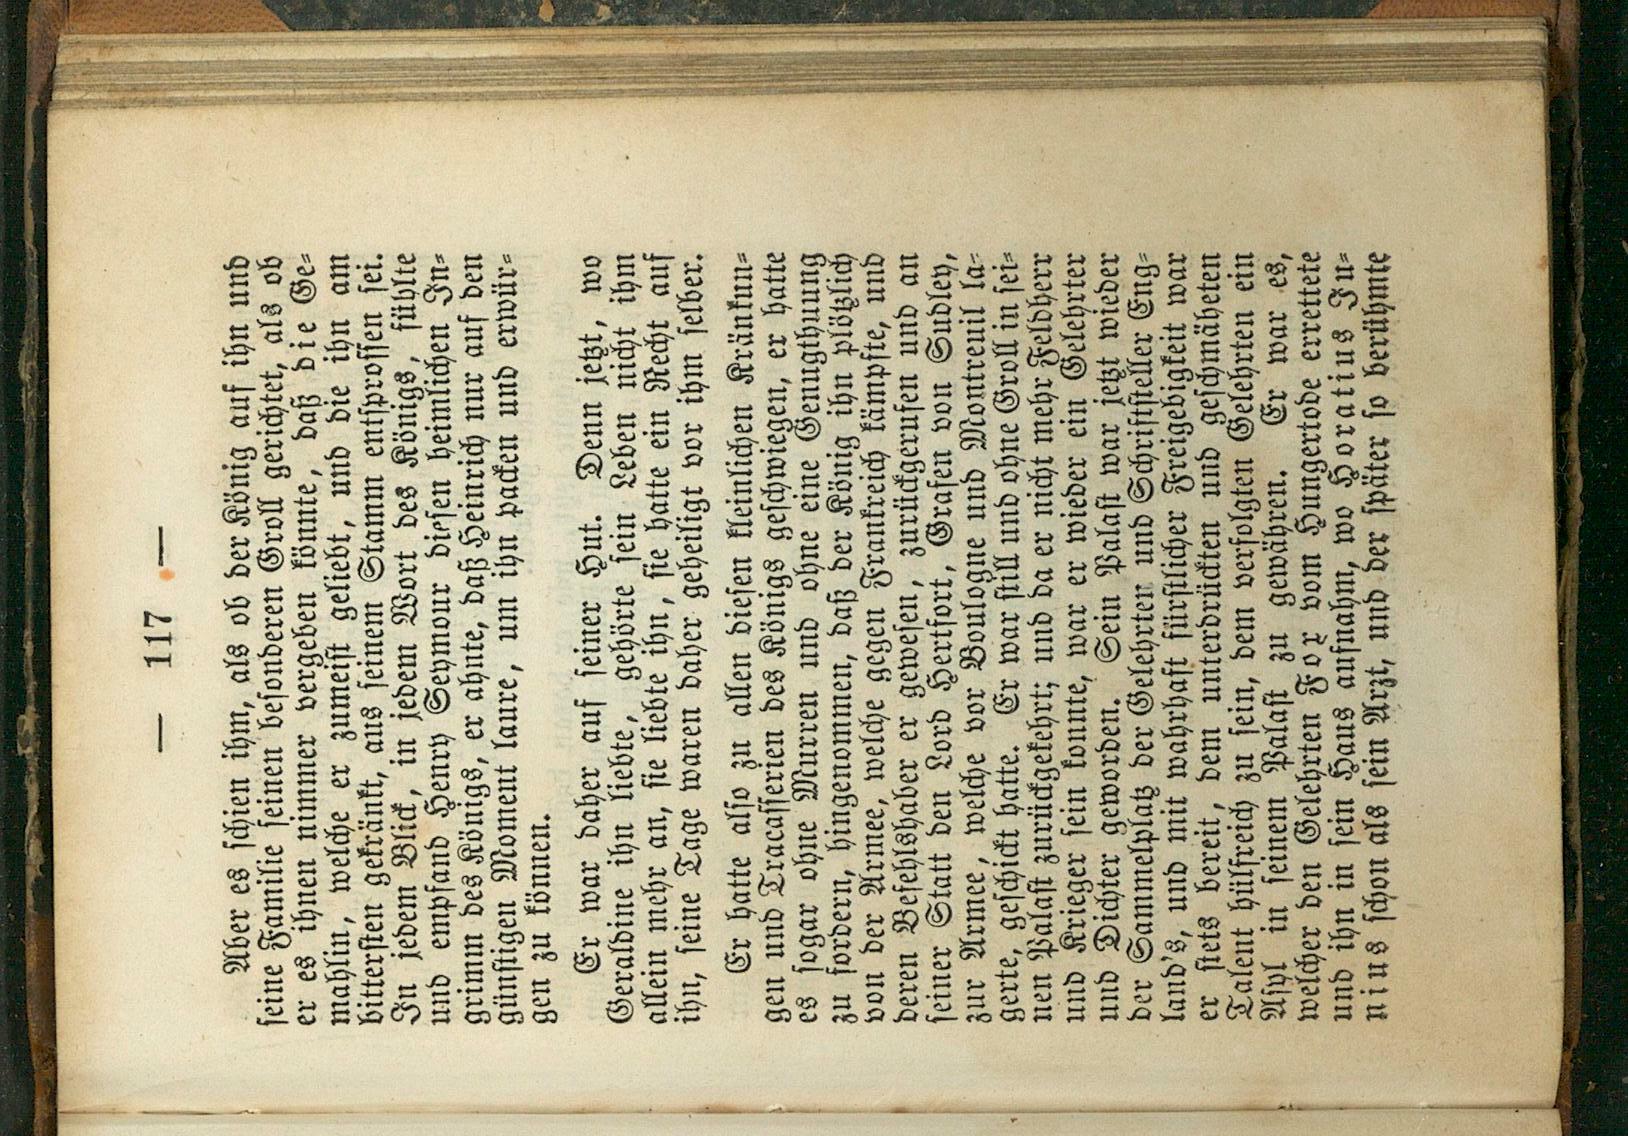 — 117 —
Aber es schien ihm, als ob der König auf ihn und
seine Familie seinen besonderen Groll gerichtet, als ob
er es ihnen nimmer vergeben könnte, daß die Ge-
mahlin, welche er zumeist geliebt, und die ihn am
bittersten gekränkt, aus seinem Stamm entsprossen sei.
In jedem Blick, in jedem Wort des Königs, fühlte
und empfand Henry Seymour diesen heimlichen In-
grimm des Königs, er ahnte, daß Heinrich nur auf den
günstigen Moment laure, um ihn packen und erwür-
gen zu können.
Er war daher auf seiner Hut. Denn jetzt, wo
Geraldine ihn liebte, gehörte sein Leben nicht ihm
allein mehr an, sie liebte ihn, sie hatte ein Recht auf
ihn, seine Tage waren daher geheiligt vor ihm selber.
Er hatte also zu allen diesen kleinlichen Kränkun-
gen und Tracasserien des Königs geschwiegen, er hatte
es sogar ohne Murren und ohne eine Genugthuung
zu fordern, hingenommen, daß der König ihn plötzlich
von der Armee, welche gegen Frankreich kämpfte, und
deren Befehlshaber er gewesen, zurückgerufen und an
seiner Statt den Lord Hertfort, Grafen von Sudley,
zur Armee, welche vor Boulogne und Montreuil la-
gerte, geschickt hatte. Er war still und ohne Groll in sei-
nen Palast zurückgekehrt; und da er nicht mehr Feldherr
und Krieger sein konnte, war er wieder ein Gelehrter
und Dichter geworden. Sein Palast war jetzt wieder
der Sammelplatz der Gelehrten und Schriftsteller Eng-
land's, und mit wahrhaft fürstlicher Freigebigkeit war
er stets bereit, dem unterdrückten und geschmäheten
Talent hülfreich zu sein, dem verfolgten Gelehrten ein
Asyl in seinem Palast zu gewähren. Er war es,
welcher den Gelehrten Fox vom Hungertode errettete
und ihn in sein Haus aufnahm, wo Horatius Ju-
nius schon als sein Arzt, und der später so berühmte